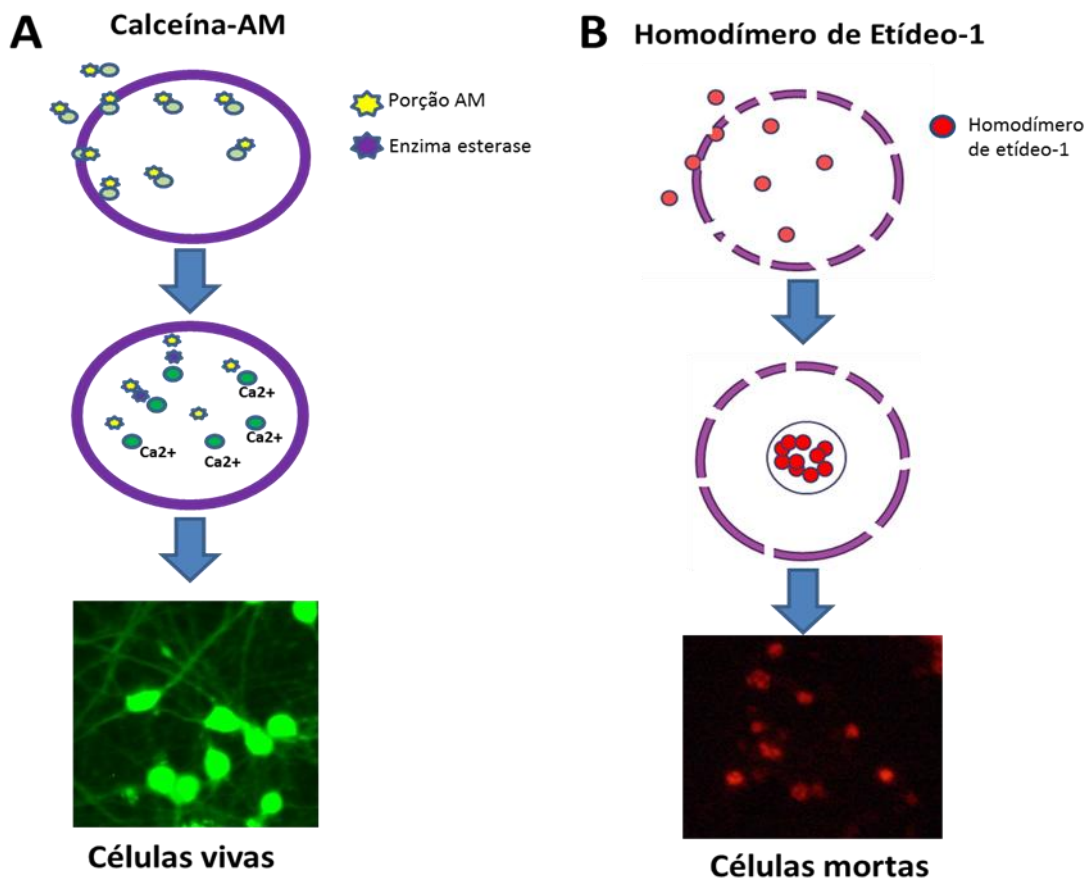 A
Calceína-AM
Porção AM
Enzima esterase
Ca2+
Ca2+
Ca2+
Ca2+
Células vivas
B
Homodímero de Etídeo-1
Homodímero
de etídeo-1
Células mortas